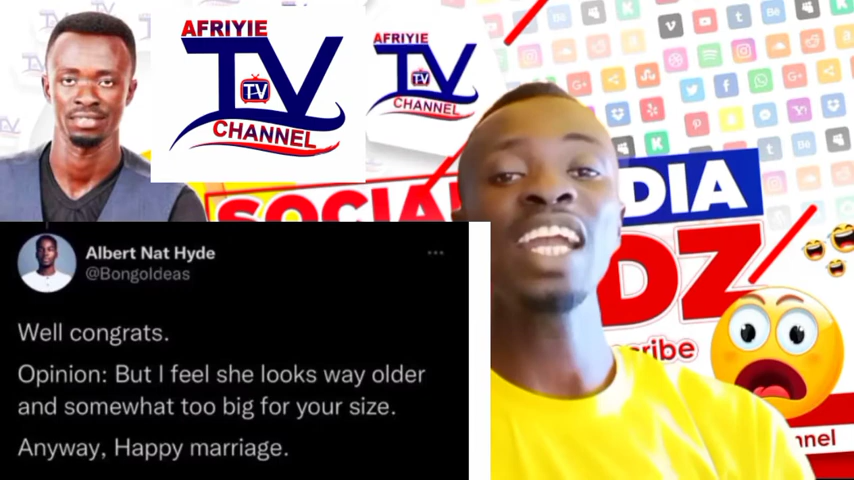 AFRIYIE
TV
TV
CHANNEL
AFRIYIE
TV
TV
CHANNEL
SOCIAL
DIA
DZ
cribe
nnel
Albert Nat Hyde
@BongoIdeas
Well congrats.
Opinion: But I feel she looks way older
and somewhat too big for your size.
Anyway, Happy marriage.